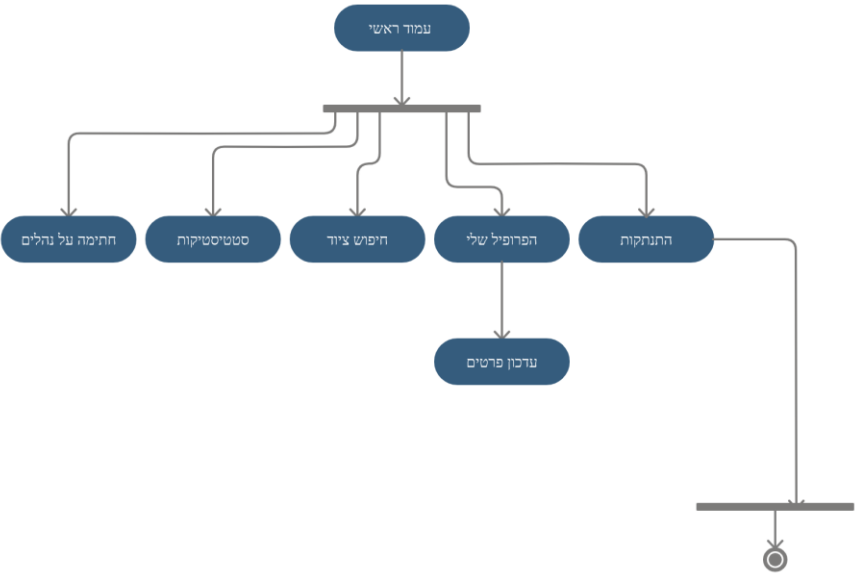 עמוד ראשי
התנתקות
הפרופיל שלי
חיפוש ציוד
סטטיסטיקות
חתימה על נהלים
עדכון פרטים